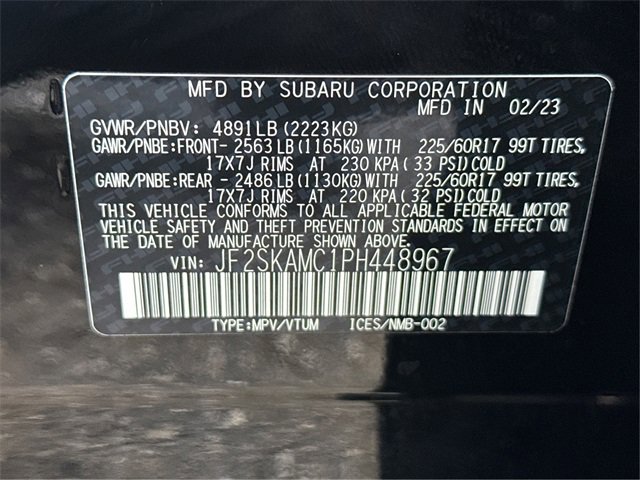 MFD BY SUBARU CORPORATION
MFD IN 02/23
GVWR/PNBV: 4891LB(2223KG)
GAWR/PNBE:FRONT- 2563 LB(1165KG)WITH 225/60R17 99T TIRES,
17X7J RIMS AT 230 KPA( 33 PSI)COLD
GAWR/PNBE:REAR - 2486 LB(1130KG)WITH 225/60R17 99T TIRES,
17X7J RIMS AT 220 KPA( 32 PSI)COLD
THIS VEHICLE CONFORMS TO ALL APPLICABLE FEDERAL MOTOR
VEHICLE SAFETY AND THEFT PREVENTION STANDARDS IN EFFECT ON
THE DATE OF MANUFACTURE SHOWN ABOVE.
VIN: JF2SKAMC1PH448967
TYPE:MPV/VTUM ICES/NMB-002